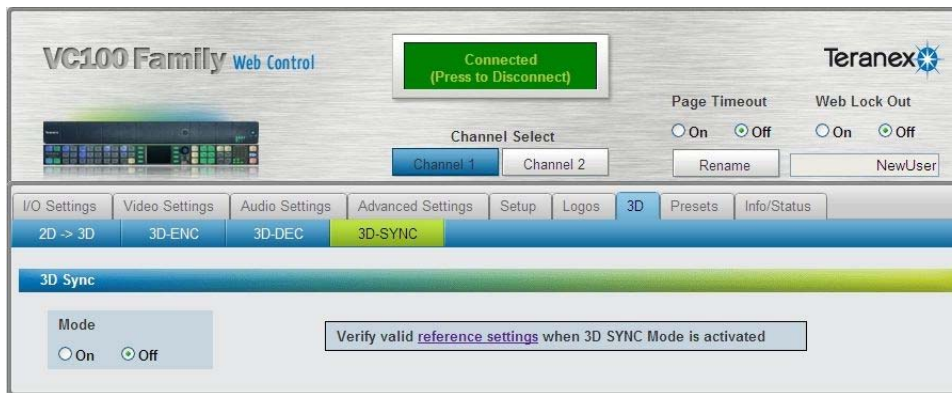 VC100 Family Web Control
Connected
(Press to Disconnect)
Teranex
Page Timeout
Web Lock Out
On Off
On Off
Channel Select
Channel 1 Channel 2
Rename
NewUser
I/O Settings Video Settings Audio Settings Advanced Settings Setup Logos 3D Presets Info/Status
2D -> 3D 3D-ENC 3D-DEC 3D-SYNC
3D Sync
Mode
On Off
Verify valid reference settings when 3D SYNC Mode is activated